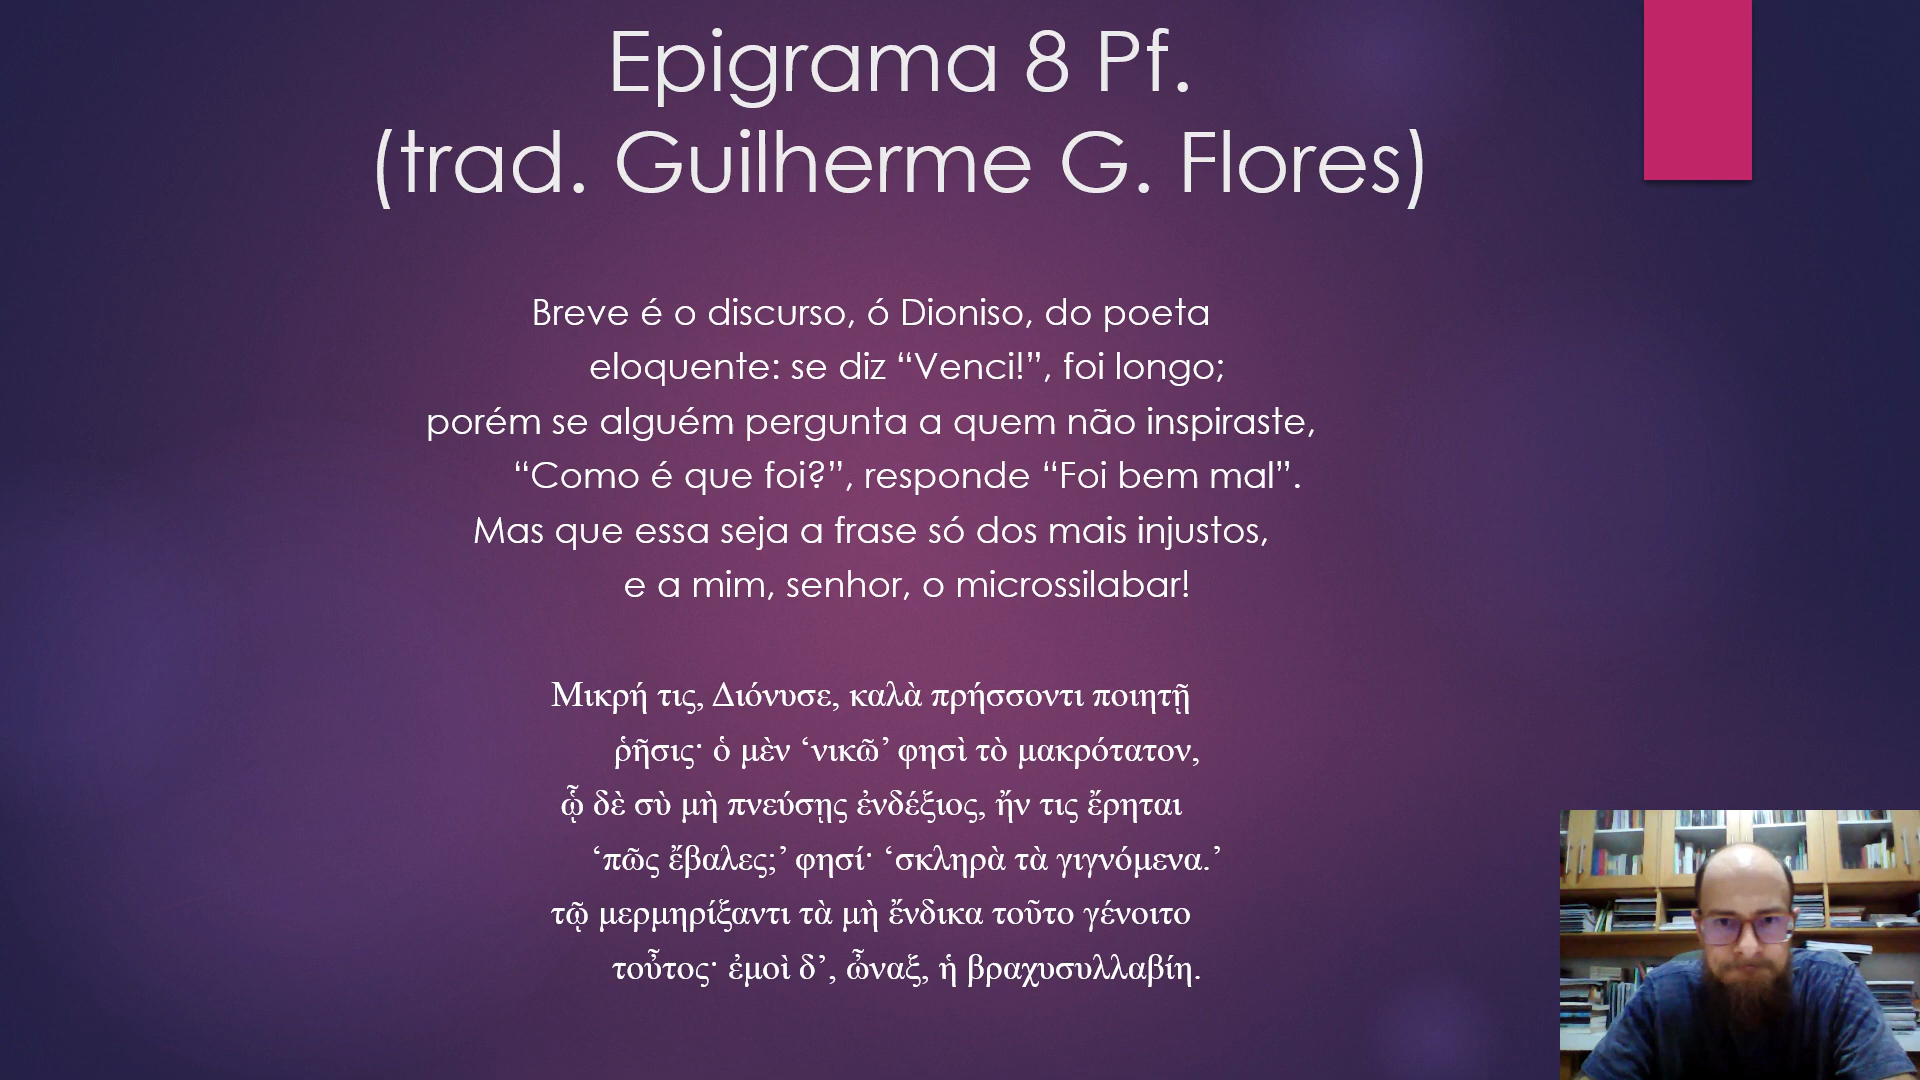 Epigrama 8 Pf.
(trad. Guilherme G. Flores)
Breve é o discurso, ó Dioniso, do poeta
eloquente: se diz “Venci!”, foi longo;
porém se alguém pergunta a quem não inspiraste,
“Como é que foi?”, responde “Foi bem mal”.
Mas que essa seja a frase só dos mais injustos,
e a mim, senhor, o microssilabar!
Μικρή τις, Διόνυσε, καλὰ πρήσσοντι ποιητῇ
ῥῆσις· ὁ μὲν ‘νικῶ’ φησὶ τὸ μακρότατον,
ᾧ δὲ σὺ μὴ πνεύσῃς ἐνδέξιος, ἤν τις ἔρηται
‘πῶς ἔβαλες;’ φησί· ‘σκληρὰ τὰ γιγνόμενα.’
τῷ μερμηρίξαντι τὰ μὴ ἔνδικα τοῦτο γένοιτο
τοὖτος· ἐμοὶ δ’, ὦναξ, ἡ βραχυσυλλαβίη.